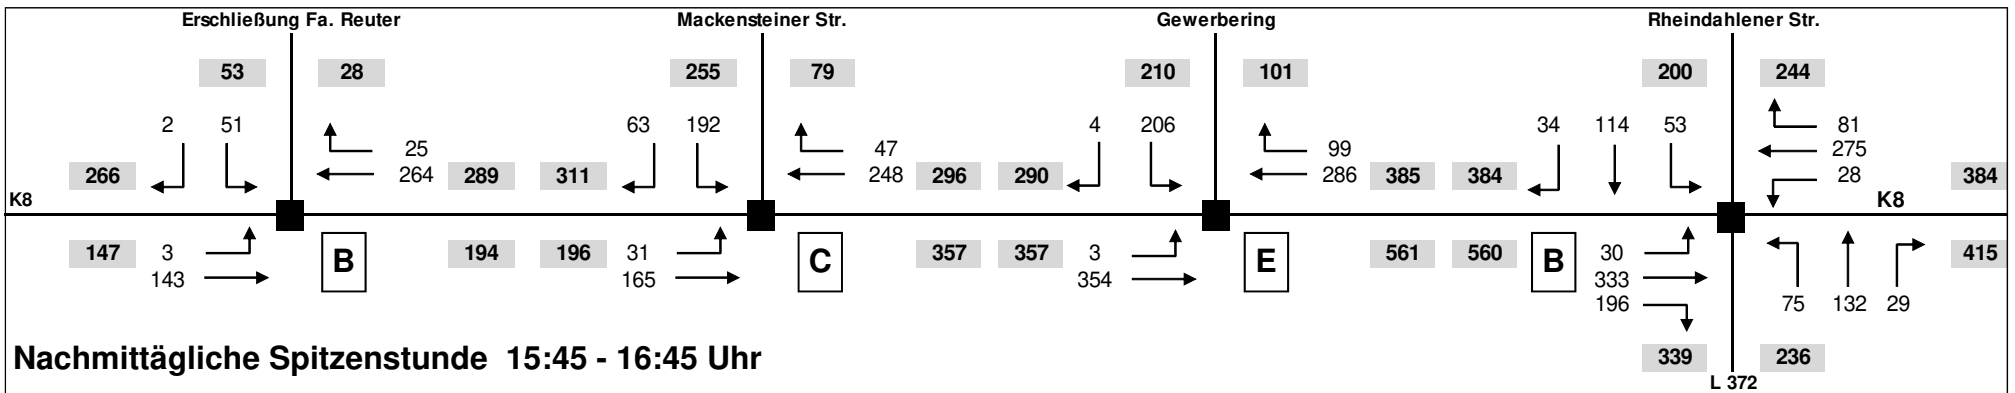 Erschließung Fa. Reuter Mackensteiner Str. Gewerbering Rheindahlener Str.
53 28 255 79 210 101 200 244
2 51 63 192 4 206 34 114 53 81
25 47 99 275
266 264 289 311 248 296 290 286 385 384 28 384
K8 K8
147 3 B 194 196 31 C 357 357 3 E 561 560 B 30 415
143 165 354 333
196 75 132 29
Nachmittägliche Spitzenstunde 15:45 - 16:45 Uhr 339 236
L 372